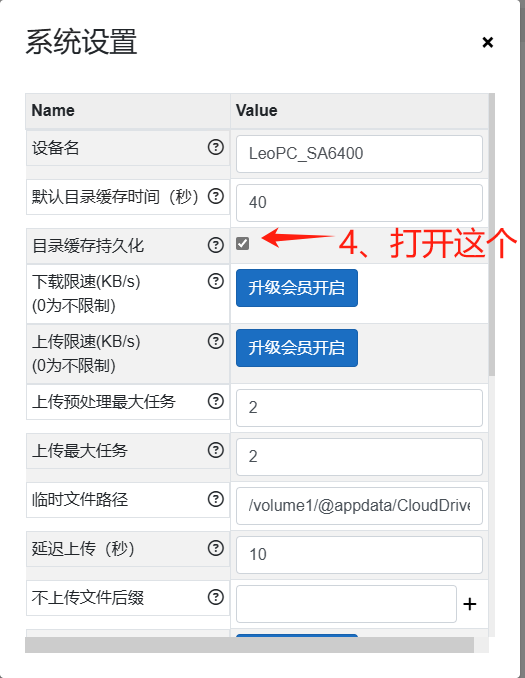 系统设置
×
Name Value
设备名 ? LeoPC_SA6400
默认目录缓存时间（秒） ? 40
目录缓存持久化 ? 4、打开这个
下载限速(KB/s) ? 升级会员开启
(0为不限制)
上传限速(KB/s) ? 升级会员开启
(0为不限制)
上传预处理最大任务 ? 2
上传最大任务 ? 2
临时文件路径 ? /volume1/@appdata/CloudDrive
延迟上传（秒） ? 10
不上传文件后缀 ? +